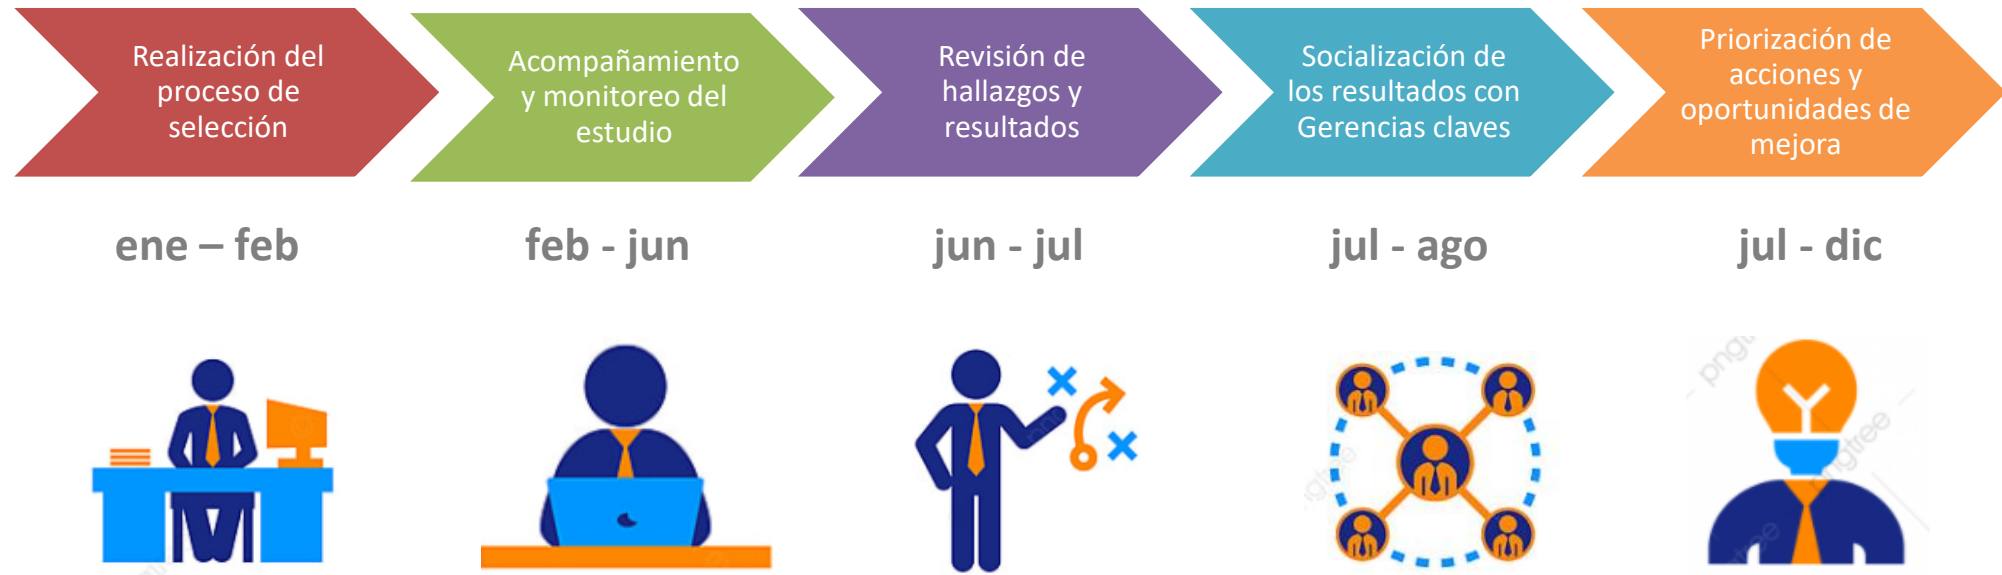 Realización del
proceso de
selección
Acompañamiento
y monitoreo del
estudio
Revisión de
hallazgos y
resultados
Socialización de
los resultados con
Gerencias claves
Priorización de
acciones y
oportunidades de
mejora
ene – feb
feb - jun
jun - jul
jul - ago
jul - dic
pngtree